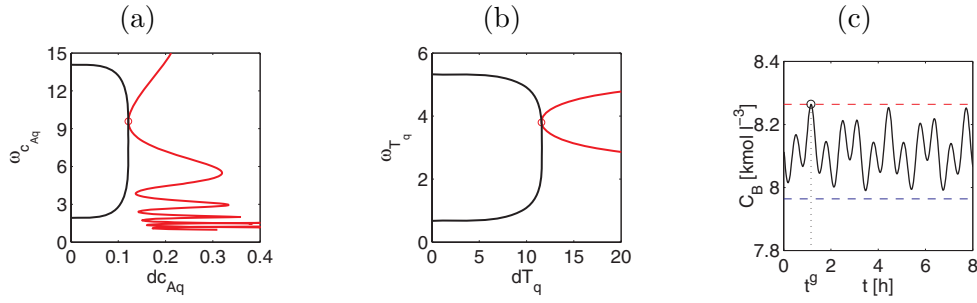 (a)
15
12
9
6
3
0
ω_{c_{Aq}}
0 0.1 0.2 0.3 0.4
dc_{Aq}
(b)
6
4
2
0
ω_{T_q}
0 10 20
dT_q
(c)
8.4
8.2
8
7.8
C_B [kmol l^{-3}]
0 2 4 6 8
t^g t [h]